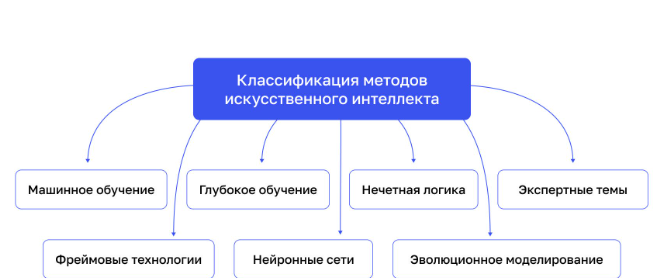 Классификация методов
искусственного интеллекта
Машинное обучение
Глубокое обучение
Нечетная логика
Экспертные темы
Фреймовые технологии
Нейронные сети
Эволюционное моделирование